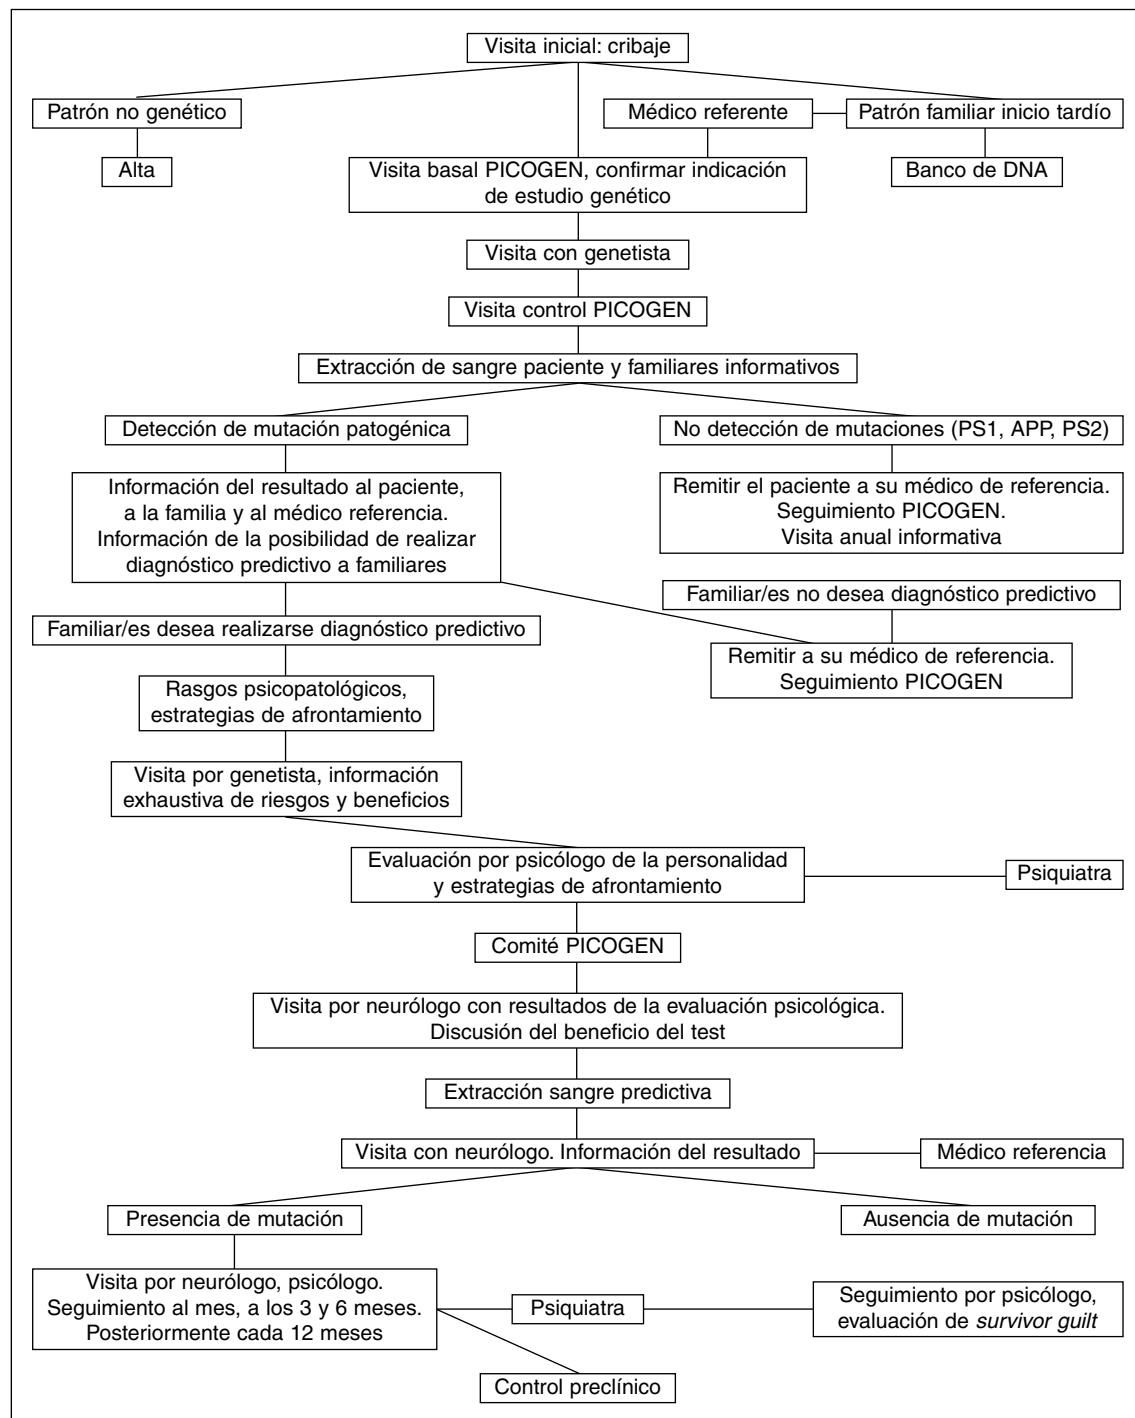 Visita inicial: cribaje
Patrón no genético
Médico referente
Patrón familiar inicio tardío
Alta
Visita basal PICOGEN, confirmar indicación
de estudio genético
Banco de DNA
Visita con genetista
Visita control PICOGEN
Extracción de sangre paciente y familiares informativos
Detección de mutación patogénica
No detección de mutaciones (PS1, APP, PS2)
Información del resultado al paciente,
a la familia y al médico referencia.
Información de la posibilidad de realizar
diagnóstico predictivo a familiares
Remitir el paciente a su médico de referencia.
Seguimiento PICOGEN.
Visita anual informativa
Familiar/es no desea diagnóstico predictivo
Familiar/es desea realizarse diagnóstico predictivo
Remitir a su médico de referencia.
Seguimiento PICOGEN
Rasgos psicopatológicos,
estrategias de afrontamiento
Visita por genetista, información
exhaustiva de riesgos y beneficios
Evaluación por psicólogo de la personalidad
y estrategias de afrontamiento
Psiquiatra
Comité PICOGEN
Visita por neurólogo con resultados de la evaluación psicológica.
Discusión del beneficio del test
Extracción sangre predictiva
Visita con neurólogo. Información del resultado
Médico referencia
Presencia de mutación
Ausencia de mutación
Visita por neurólogo, psicólogo.
Seguimiento al mes, a los 3 y 6 meses.
Posteriormente cada 12 meses
Psiquiatra
Seguimiento por psicólogo,
evaluación de survivor guilt
Control preclínico